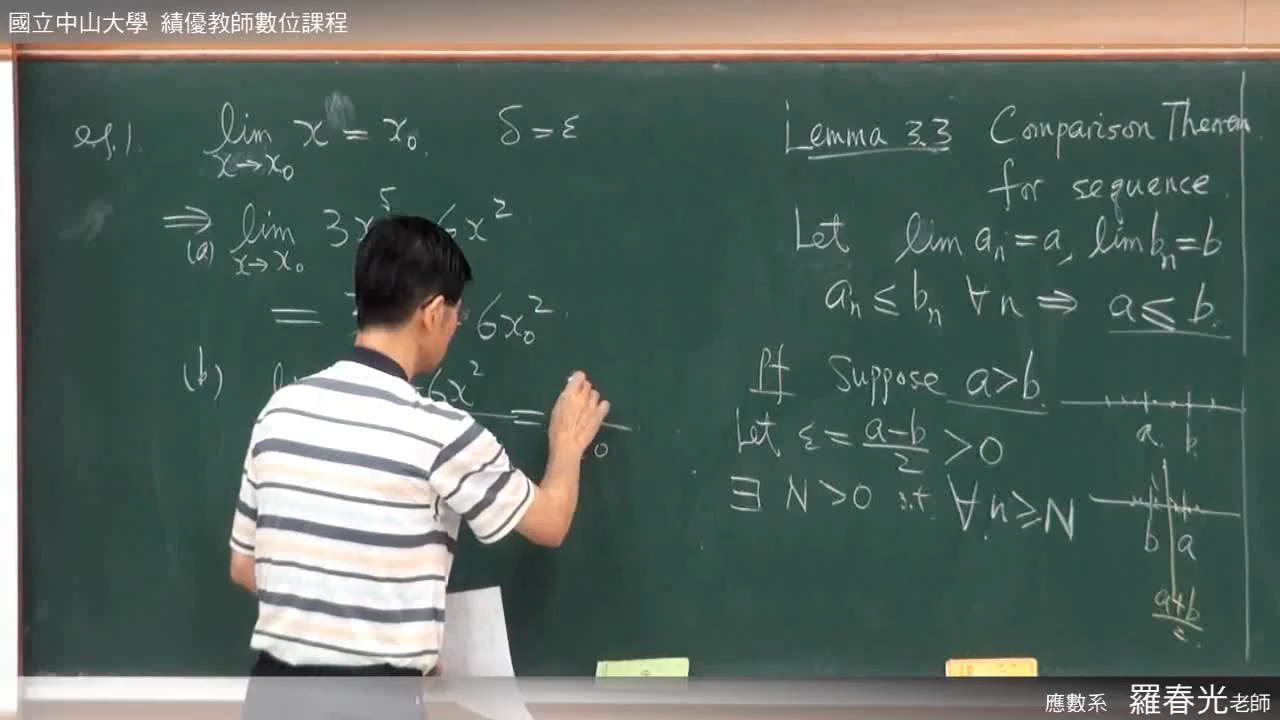 國立中山大學 績優教師數位課程
eg.1. lim x = x₀. δ = ε
x→x₀
⇒ lim 3x⁵ 6x²
(a) x→x₀
= 6x₀².
(b) 6x² =
0
Lemma 3.3 Comparison Theorem
for sequence.
Let lim aₙ = a, lim bₙ = b
aₙ ≤ bₙ ∀n ⇒ a ≤ b.
Pf Suppose a > b.
a b
Let ε = (a-b)/2 > 0
∃ N > 0 s.t. ∀n ≥ N
b a
(a+b)/2
應數系 羅春光老師